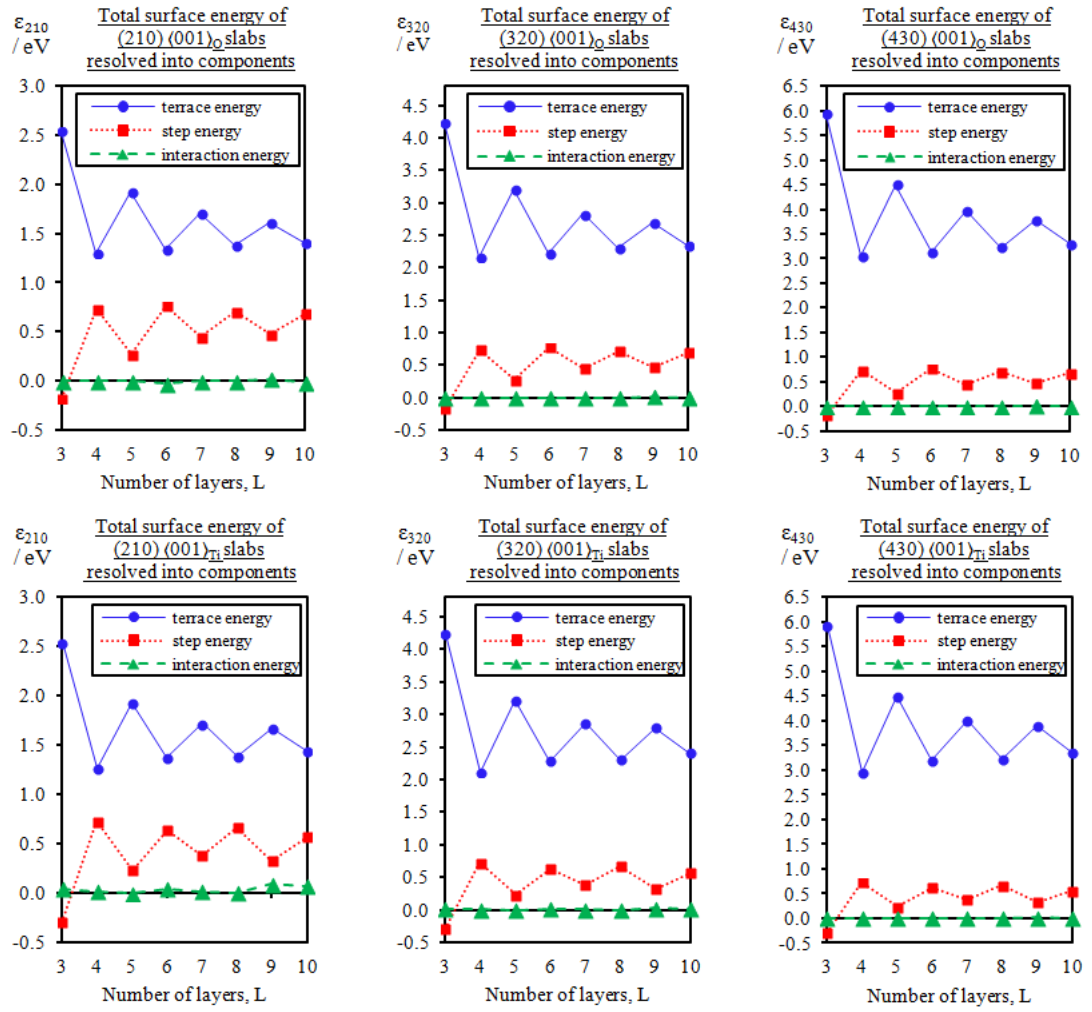 ε210
/ eV
Total surface energy of
(210) ⟨001⟩O slabs
resolved into components
3.0
2.5
2.0
1.5
1.0
0.5
0.0
-0.5
terrace energy
step energy
interaction energy
3 4 5 6 7 8 9 10
Number of layers, L
ε320
/ eV
Total surface energy of
(320) ⟨001⟩O slabs
resolved into components
4.5
4.0
3.5
3.0
2.5
2.0
1.5
1.0
0.5
0.0
-0.5
terrace energy
step energy
interaction energy
3 4 5 6 7 8 9 10
Number of layers, L
ε430
/ eV
Total surface energy of
(430) ⟨001⟩O slabs
resolved into components
6.5
6.0
5.5
5.0
4.5
4.0
3.5
3.0
2.5
2.0
1.5
1.0
0.5
0.0
-0.5
terrace energy
step energy
interaction energy
3 4 5 6 7 8 9 10
Number of layers, L
ε210
/ eV
Total surface energy of
(210) ⟨001⟩Ti slabs
resolved into components
3.0
2.5
2.0
1.5
1.0
0.5
0.0
-0.5
terrace energy
step energy
interaction energy
3 4 5 6 7 8 9 10
Number of layers, L
ε320
/ eV
Total surface energy of
(320) ⟨001⟩Ti slabs
resolved into components
4.5
4.0
3.5
3.0
2.5
2.0
1.5
1.0
0.5
0.0
-0.5
terrace energy
step energy
interaction energy
3 4 5 6 7 8 9 10
Number of layers, L
ε430
/ eV
Total surface energy of
(430) ⟨001⟩Ti slabs
resolved into components
6.5
6.0
5.5
5.0
4.5
4.0
3.5
3.0
2.5
2.0
1.5
1.0
0.5
0.0
-0.5
terrace energy
step energy
interaction energy
3 4 5 6 7 8 9 10
Number of layers, L